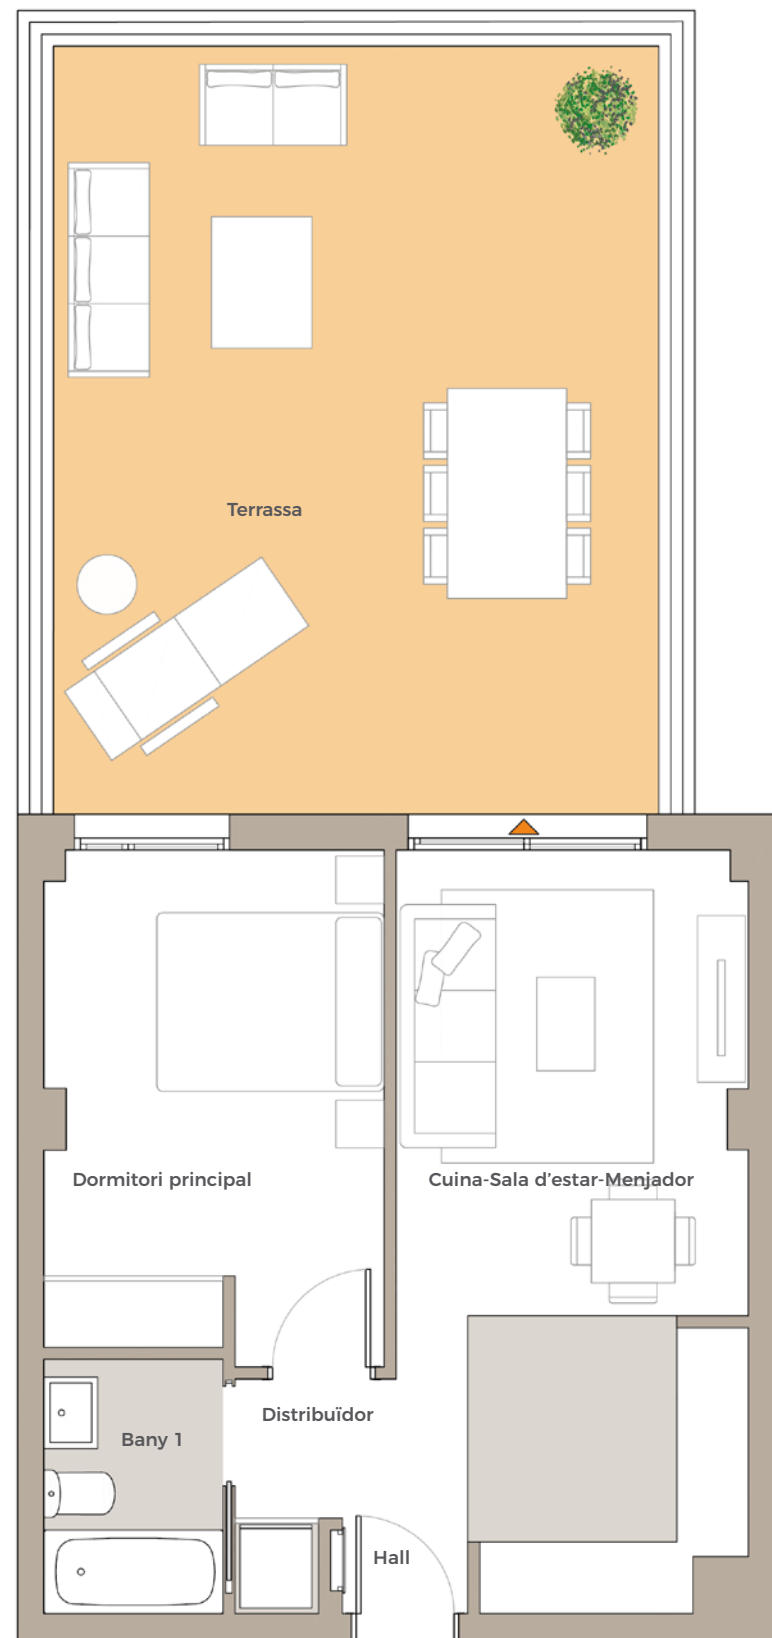 Terrassa
Dormitori principal
Cuina-Sala d'estar-Menjador
Distribuïdor
Bany 1
Hall